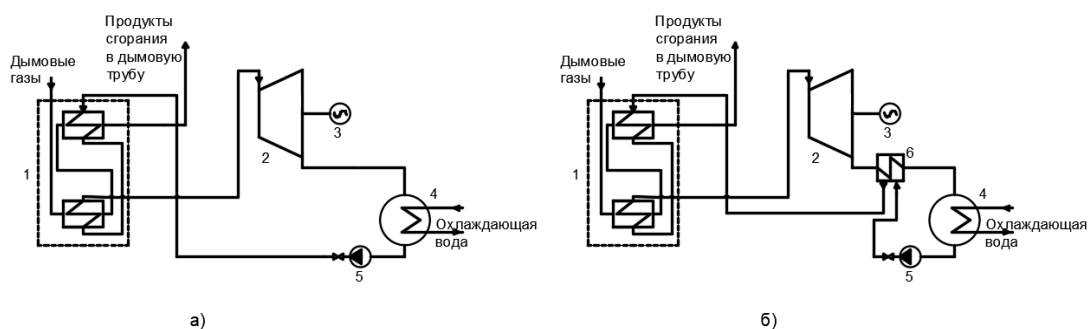 Продукты
сгорания
в дымовую
трубу
Дымовые
газы
1
2
3
4
Охлаждающая
вода
5
а)
Продукты
сгорания
в дымовую
трубу
Дымовые
газы
1
2
3
6
4
Охлаждающая
вода
5
б)